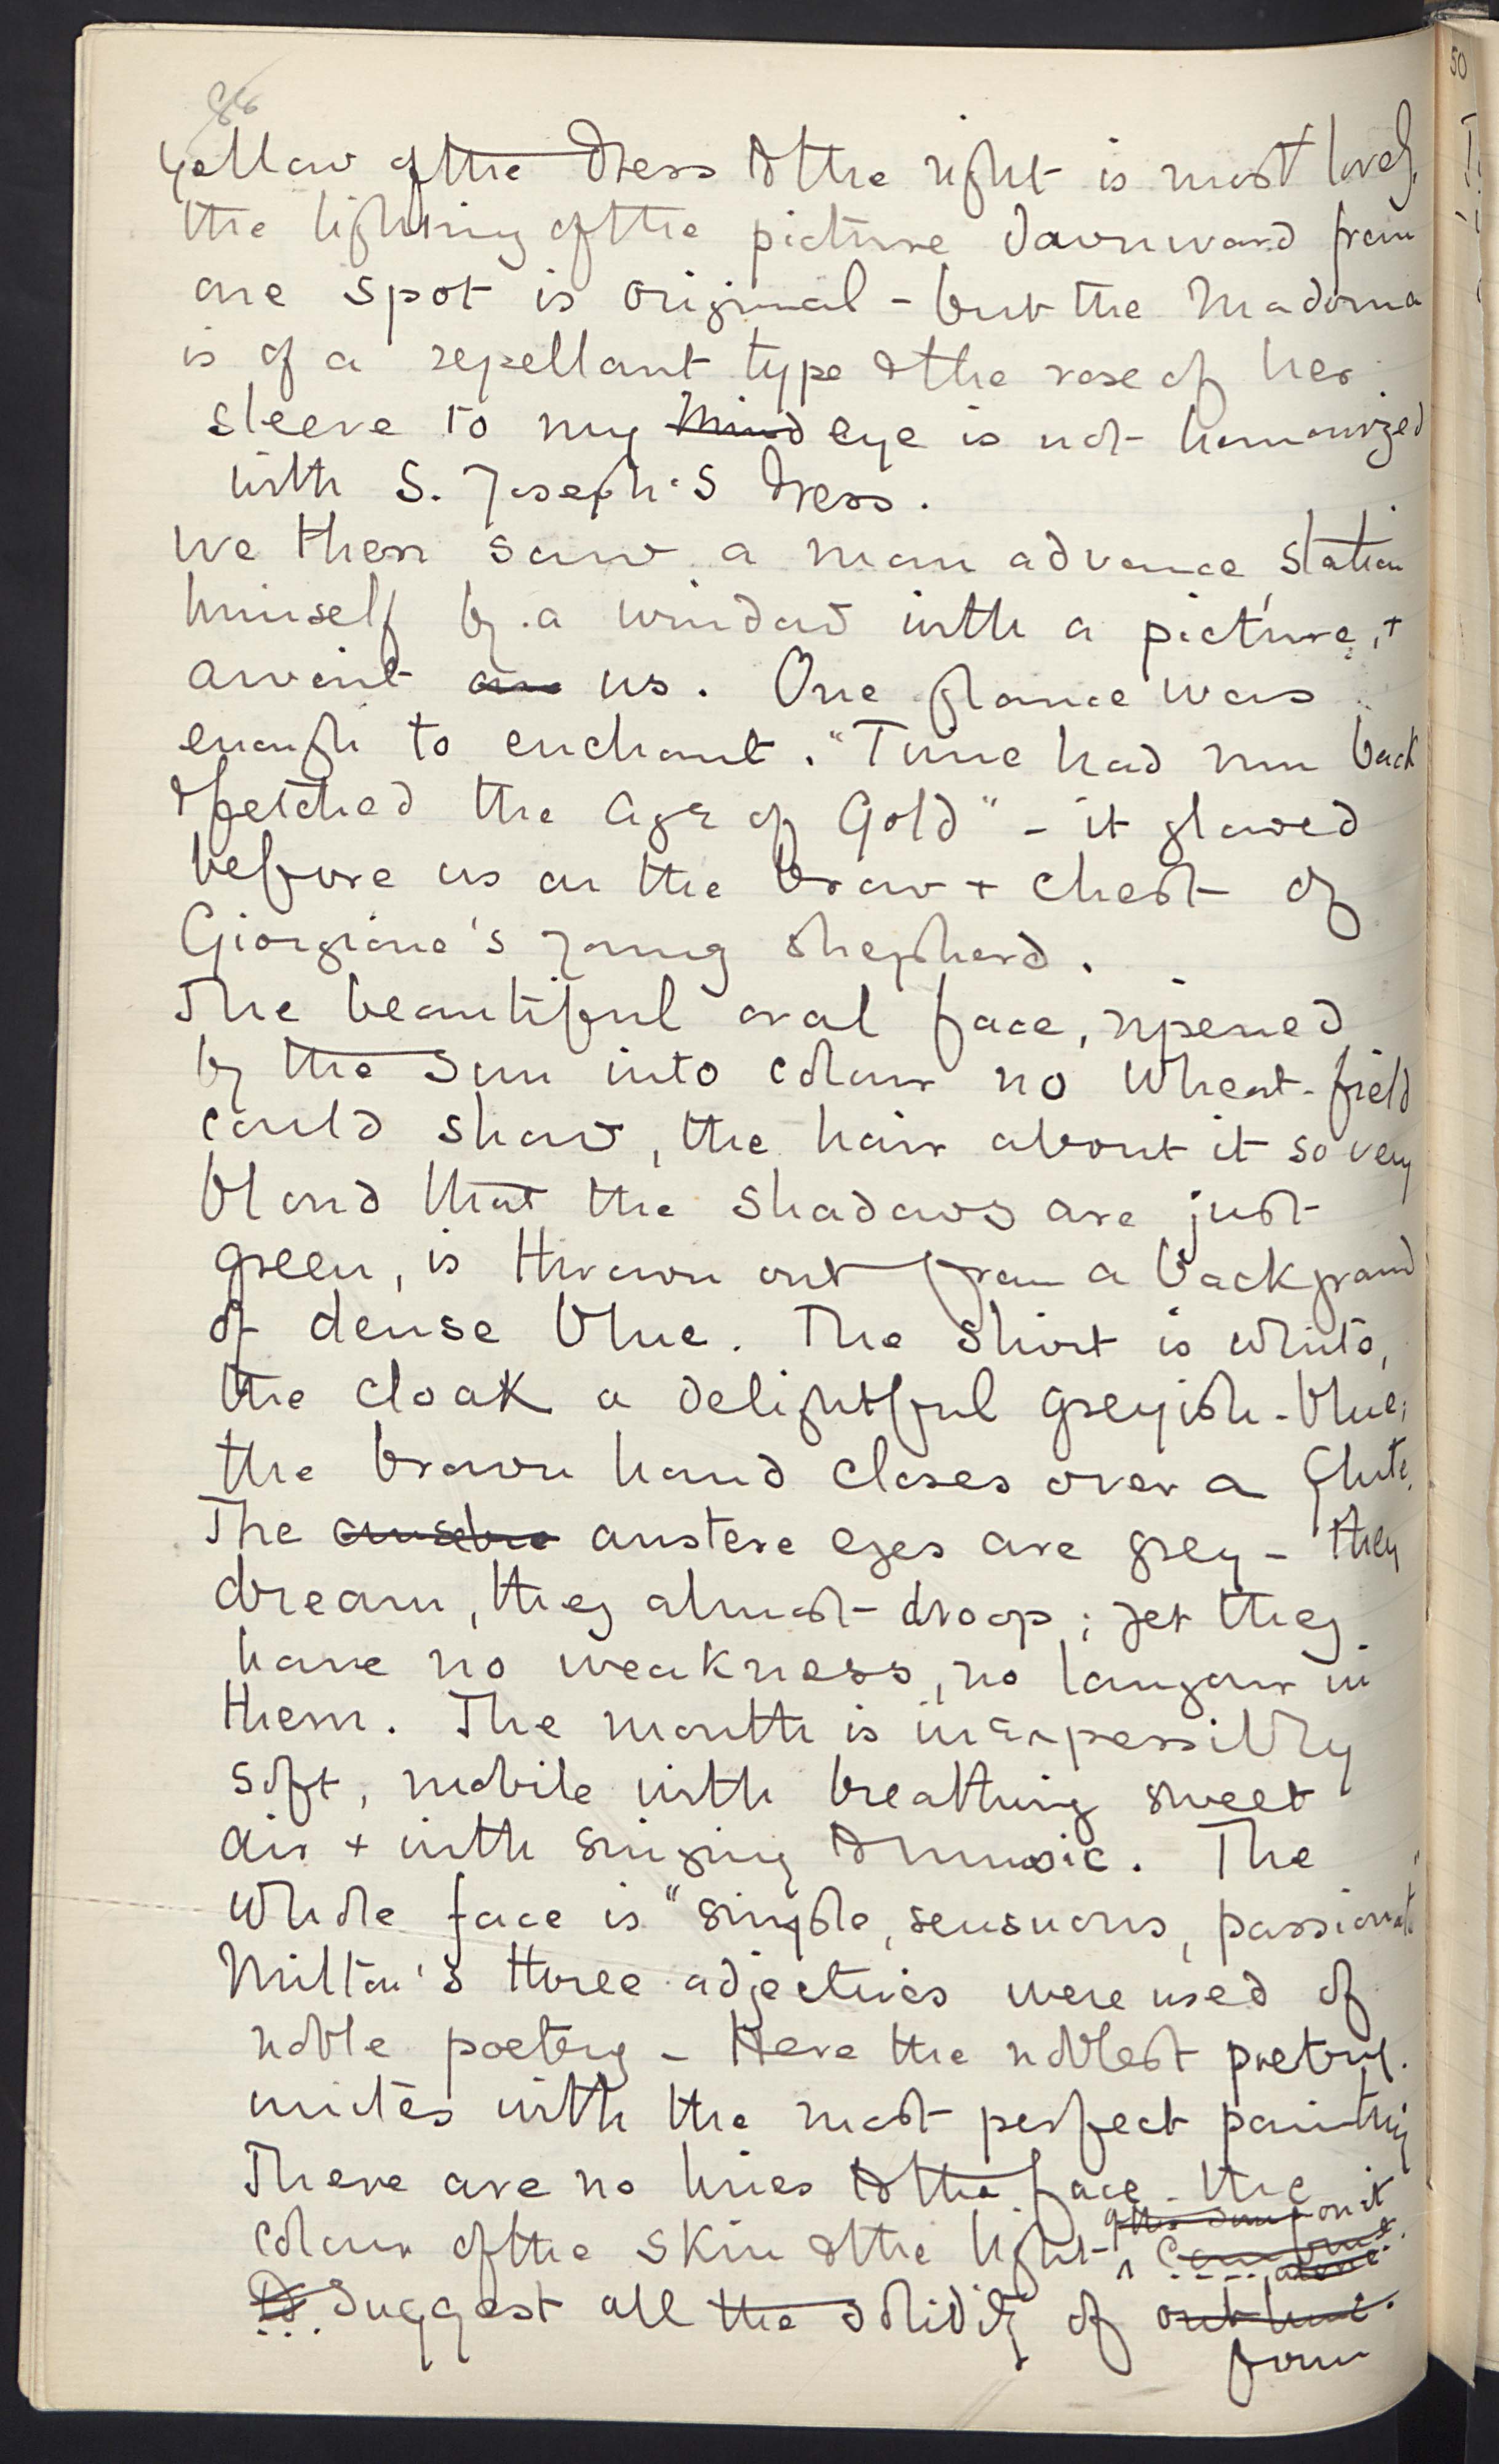 86
yellow of the dress to the right is most lovely.
the lighting of the picture downward from
one spot is original - but the Madonna
is of a repellant type & the rose of her
sleeve to my mind eye is not harmonized
with S. Joseph's dress.
We then saw a man advance, station
himself by a window with a picture, +
await us. One glance was
enough to enchant. "Time had run back
& fetched the Age of Gold" - it glowed
before us on the brow + chest of
Giorgione's young shepherd.
The beautiful oval face, ripened
by the sun into colour no wheat-field
could show, the hair about it so very
blond that the shadows are just
green, is thrown out from a background
of dense blue. The shirt is white,
the cloak a delightful greyish-blue;
the brown hand closes over a flute.
The austere eyes are grey - they
dream, they almost droop; yet they
have no weakness, no langour in
them. The mouth is inexpessibly
soft, mobile with breathing sweet
air + with singing & music. The
whole face is "simple, sensuous, passionate"
Milton's three adjectives were used of
noble poetry - Here the noblest poetry.
unites with the most perfect painting
There are no lines to the face - the
on it
colour of the skin & the light
suggest all the solidity of outline.
form